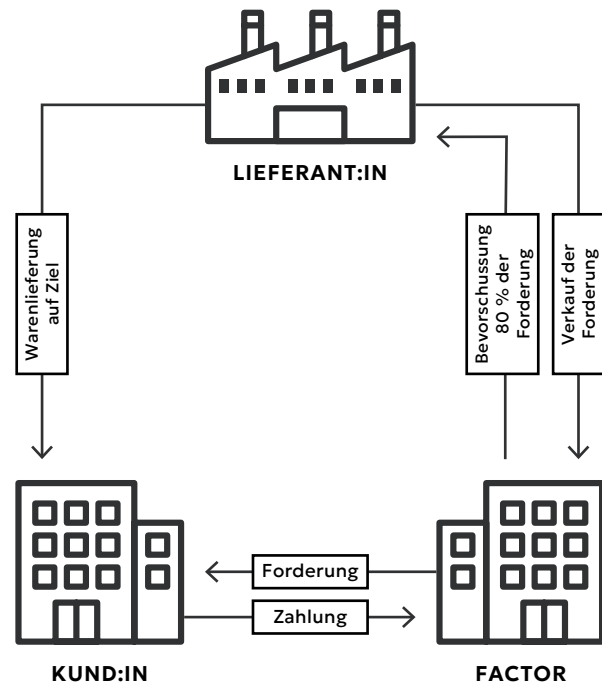 LIEFERANT:IN
Warenlieferung
auf Ziel
Bevorschussung
80 % der
Forderung
Verkauf der
Forderung
Forderung
Zahlung
KUND:IN
FACTOR